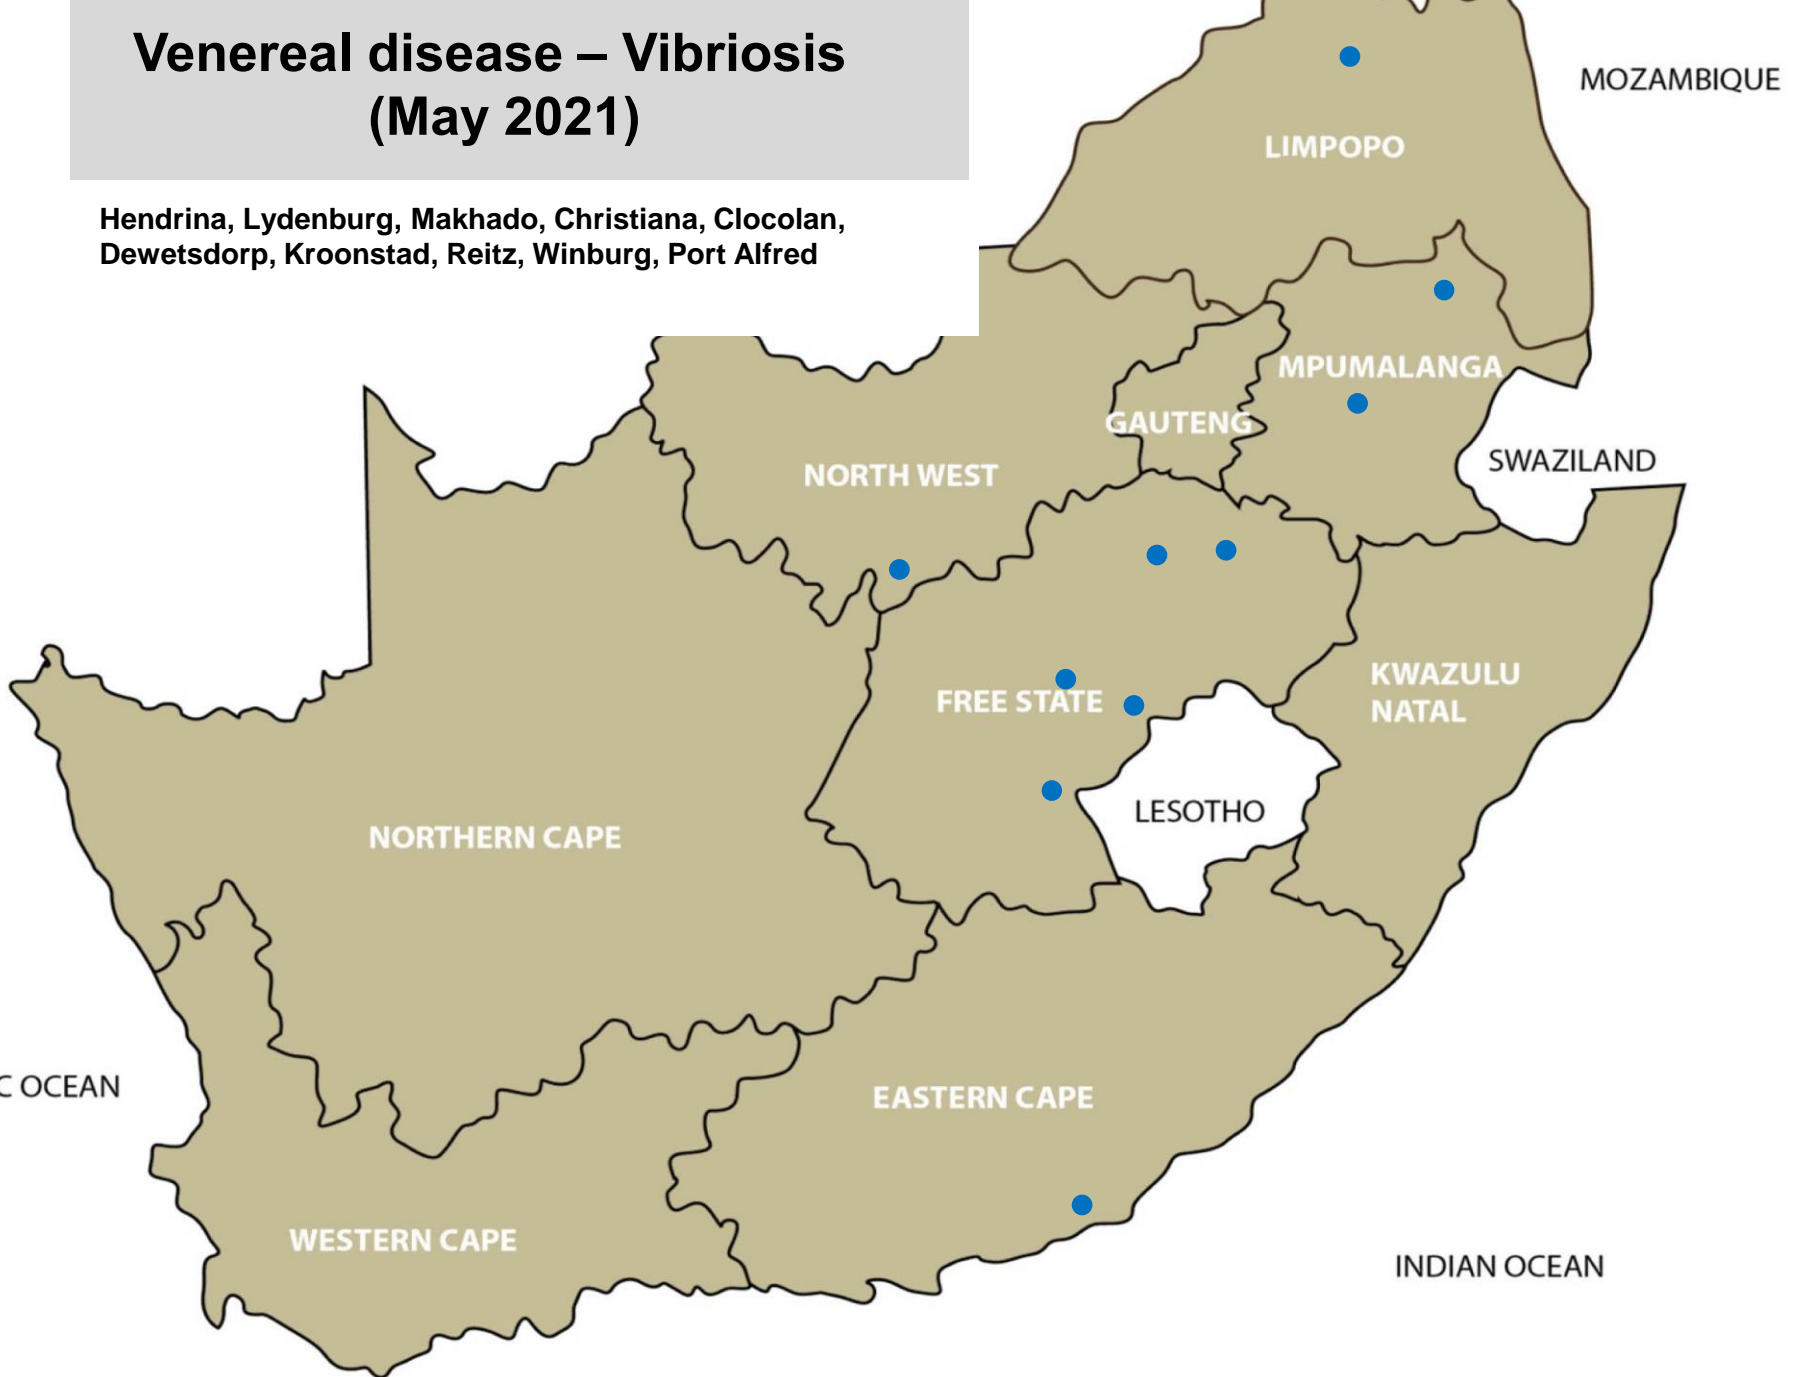 Venereal disease – Vibriosis
(May 2021)
Hendrina, Lydenburg, Makhado, Christiana, Clocolan,
Dewetsdorp, Kroonstad, Reitz, Winburg, Port Alfred
MOZAMBIQUE
LIMPOPO
MPUMALANGA
GAUTENG
SWAZILAND
NORTH WEST
KWAZULU
NATAL
FREE STATE
LESOTHO
NORTHERN CAPE
C OCEAN
EASTERN CAPE
WESTERN CAPE
INDIAN OCEAN